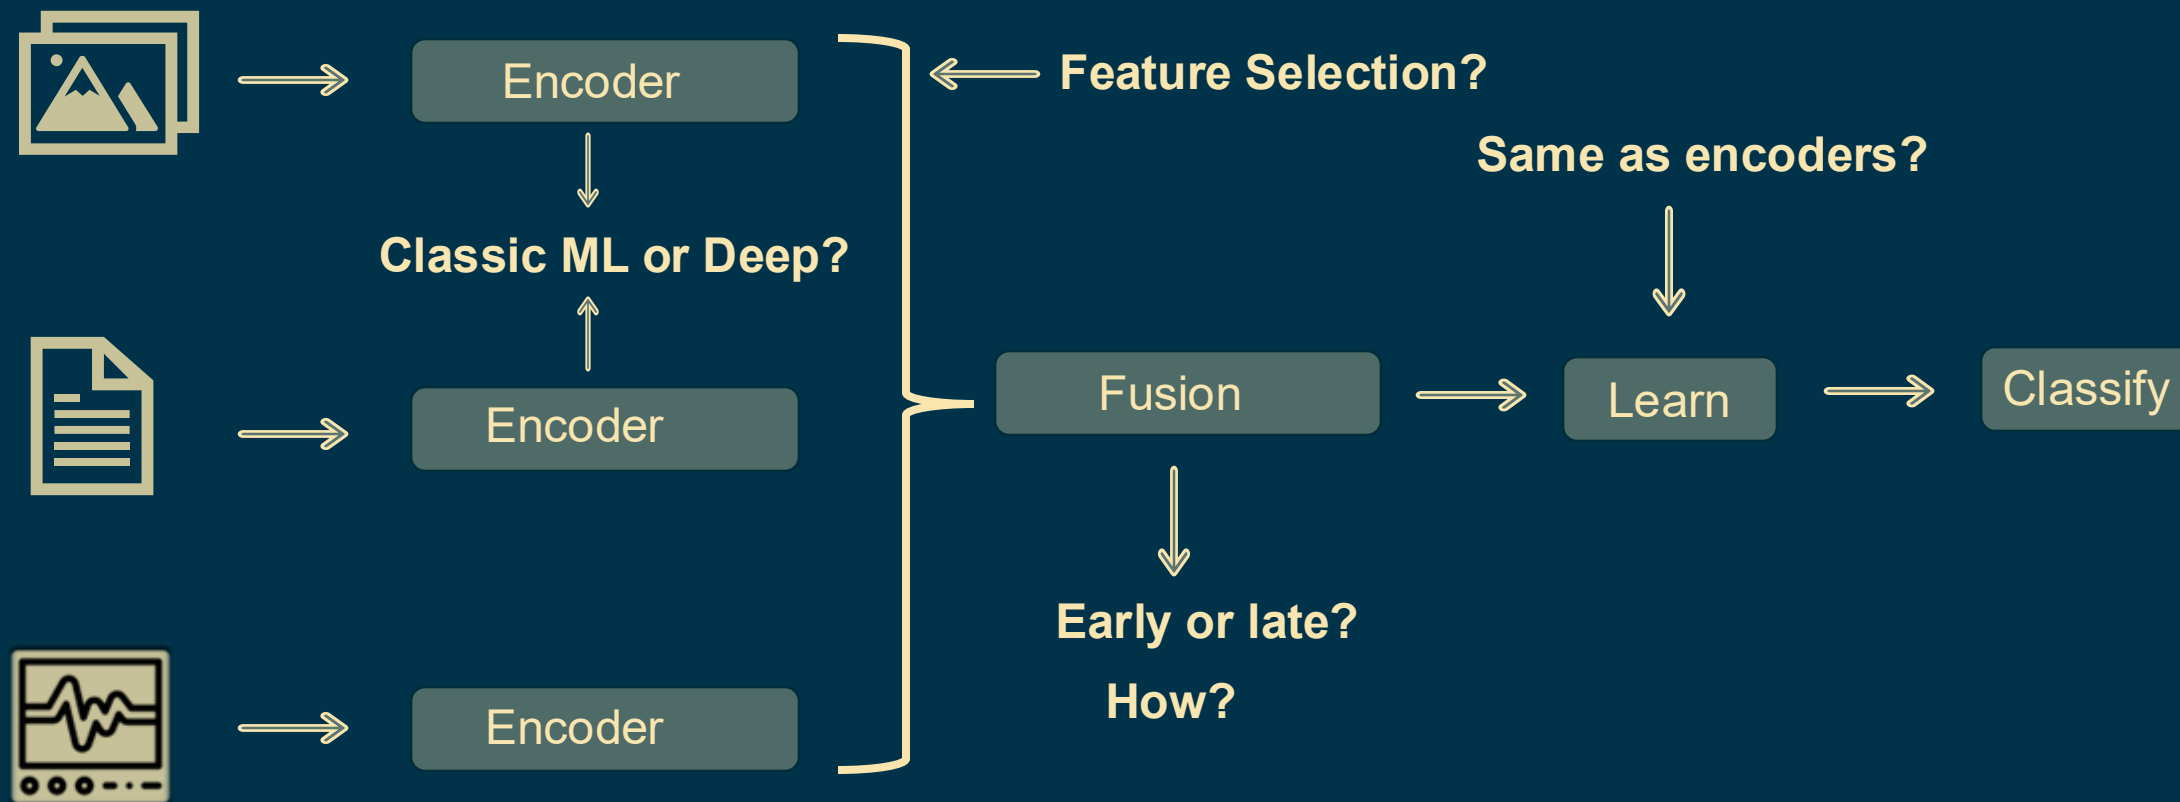 Encoder
Feature Selection?
Same as encoders?
Classic ML or Deep?
Encoder
Fusion
Learn
Classify
Early or late?
How?
Encoder